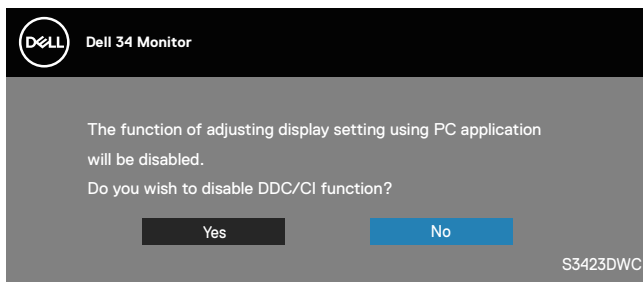 DELL
Dell 34 Monitor
The function of adjusting display setting using PC application
will be disabled.
Do you wish to disable DDC/CI function?
Yes No
S3423DWC